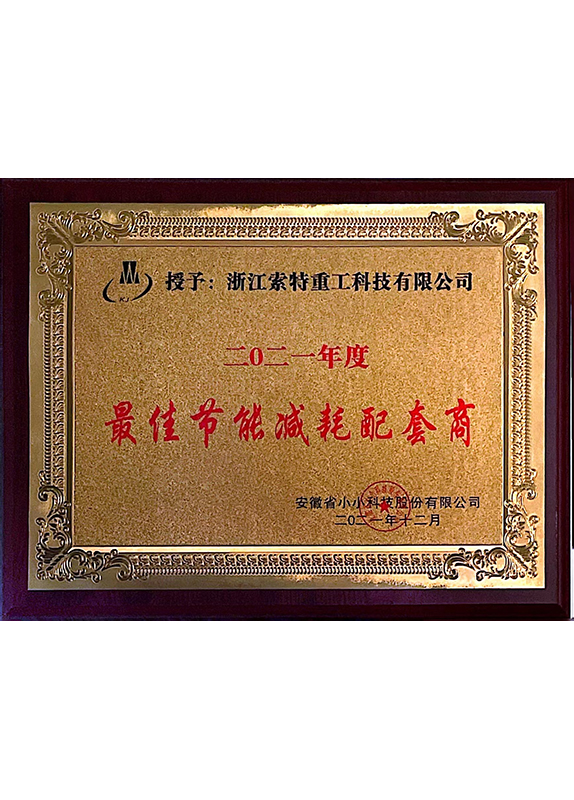 授予：浙江索特重工科技有限公司
二0二一年度
最佳节能减耗配套商
安徽省小小科技股份有限公司
二0二一年十二月